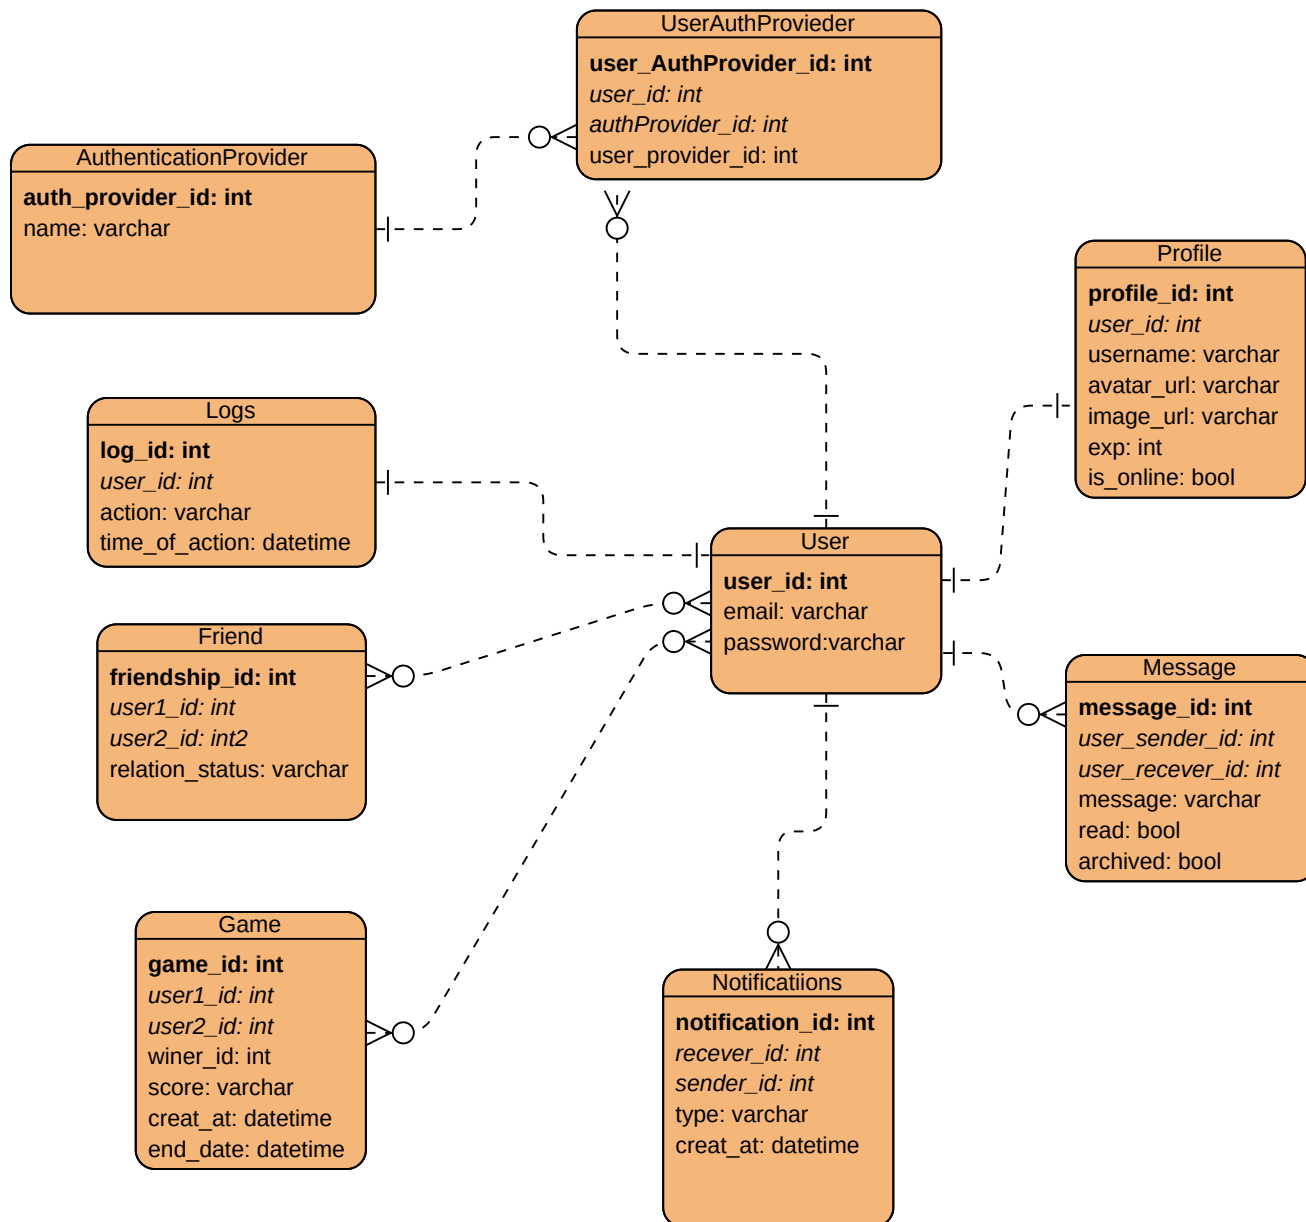 UserAuthProvieder
user_AuthProvider_id: int
user_id: int
authProvider_id: int
user_provider_id: int
AuthenticationProvider
auth_provider_id: int
name: varchar
Profile
profile_id: int
user_id: int
username: varchar
avatar_url: varchar
image_url: varchar
exp: int
is_online: bool
Logs
log_id: int
user_id: int
action: varchar
time_of_action: datetime
User
user_id: int
email: varchar
password:varchar
Friend
friendship_id: int
user1_id: int
user2_id: int2
relation_status: varchar
Message
message_id: int
user_sender_id: int
user_recever_id: int
message: varchar
read: bool
archived: bool
Game
game_id: int
user1_id: int
user2_id: int
winer_id: int
score: varchar
creat_at: datetime
end_date: datetime
Notificatiions
notification_id: int
recever_id: int
sender_id: int
type: varchar
creat_at: datetime